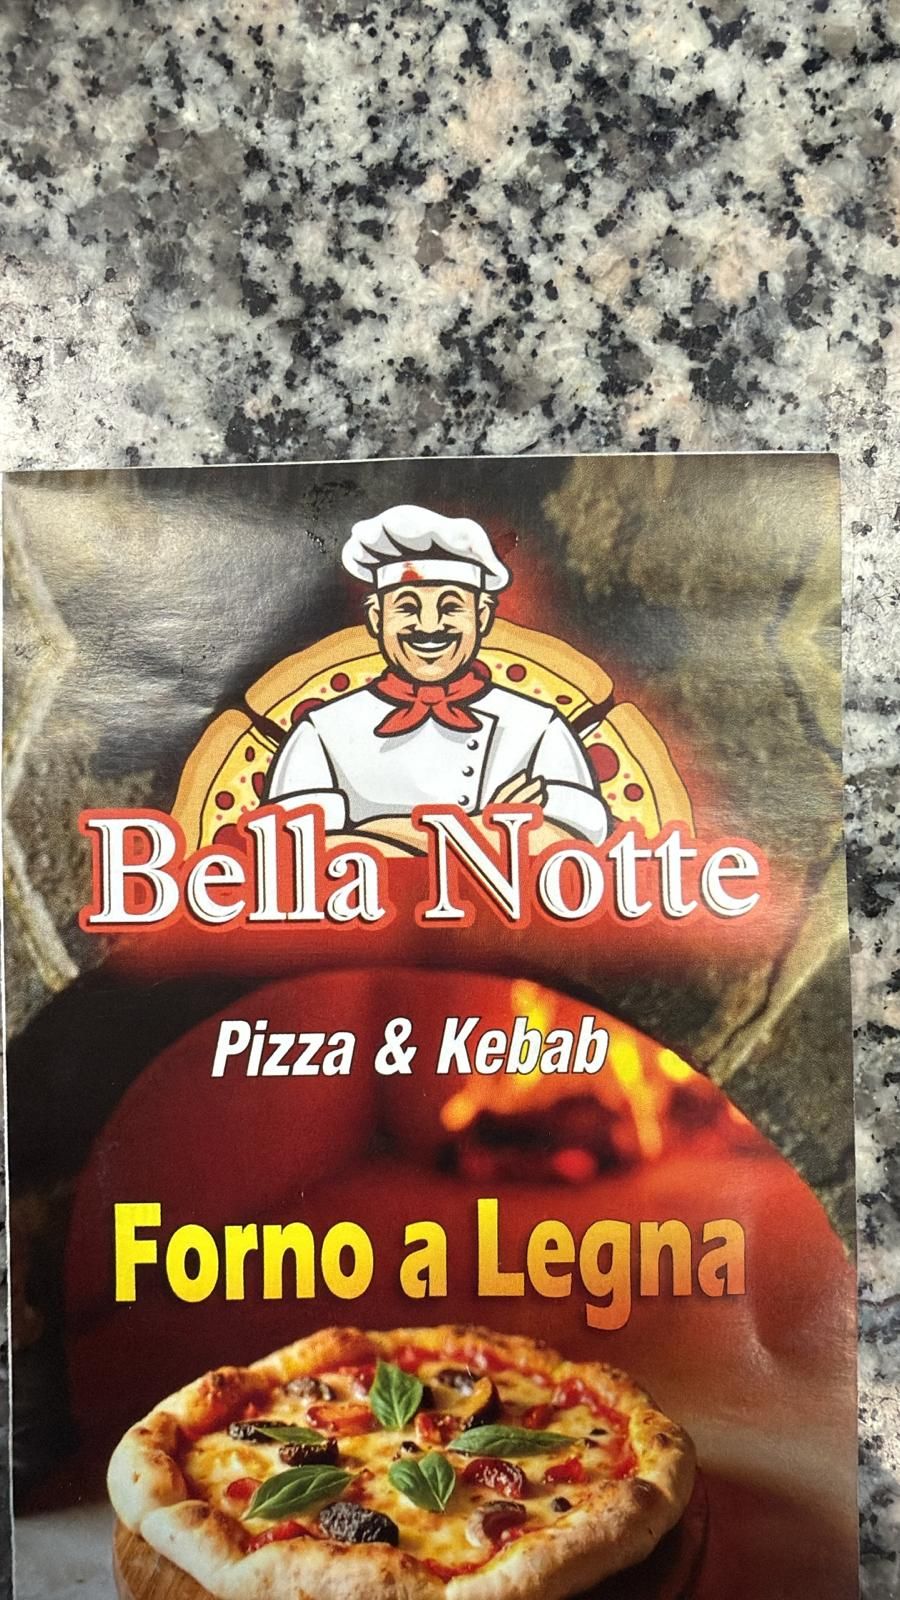 Bella Notte
Pizza & Kebab
Forno a Legna